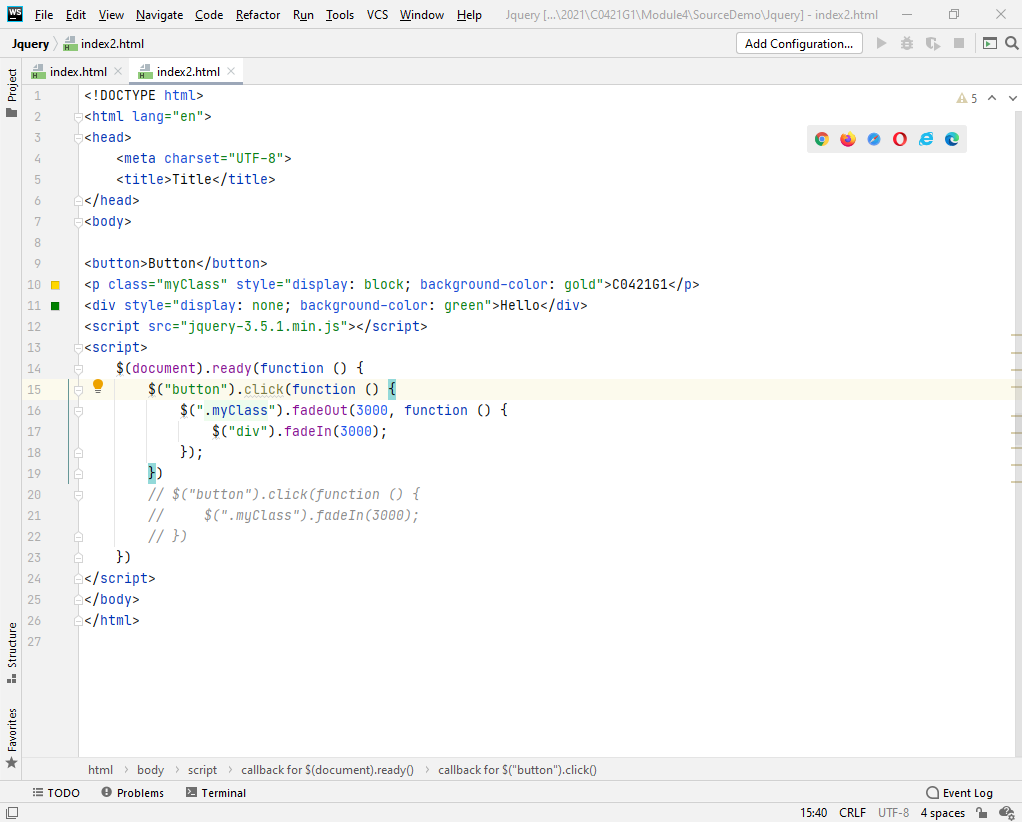 WS File Edit View Navigate Code Refactor Run Tools VCS Window Help Jquery [...\2021\C0421G1\Module4\SourceDemo\Jquery] - index2.html
Jquery index2.html Add Configuration...
Project index.html index2.html
1 <!DOCTYPE html> 5
2 <html lang="en">
3 <head>
4     <meta charset="UTF-8">
5     <title>Title</title>
6 </head>
7 <body>
8
9 <button>Button</button>
10 <p class="myClass" style="display: block; background-color: gold">C0421G1</p>
11 <div style="display: none; background-color: green">Hello</div>
12 <script src="jquery-3.5.1.min.js"></script>
13 <script>
14     $(document).ready(function () {
15         $("button").click(function () {
16             $(".myClass").fadeOut(3000, function () {
17                 $("div").fadeIn(3000);
18             });
19         })
20         // $("button").click(function () {
21         //     $(".myClass").fadeIn(3000);
22         // })
23     })
24 </script>
25 </body>
26 </html>
27
Structure
Favorites
html body script callback for $(document).ready() callback for $("button").click()
TODO Problems Terminal Event Log
15:40 CRLF UTF-8 4 spaces